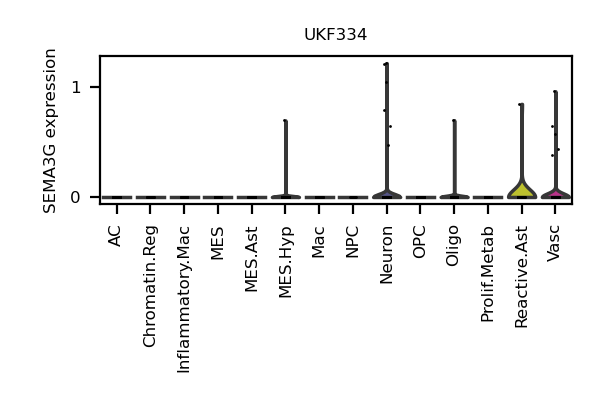 UKF334
SEMA3G expression
1
0
AC
Chromatin.Reg
Inflammatory.Mac
MES
MES.Ast
MES.Hyp
Mac
NPC
Neuron
OPC
Oligo
Prolif.Metab
Reactive.Ast
Vasc